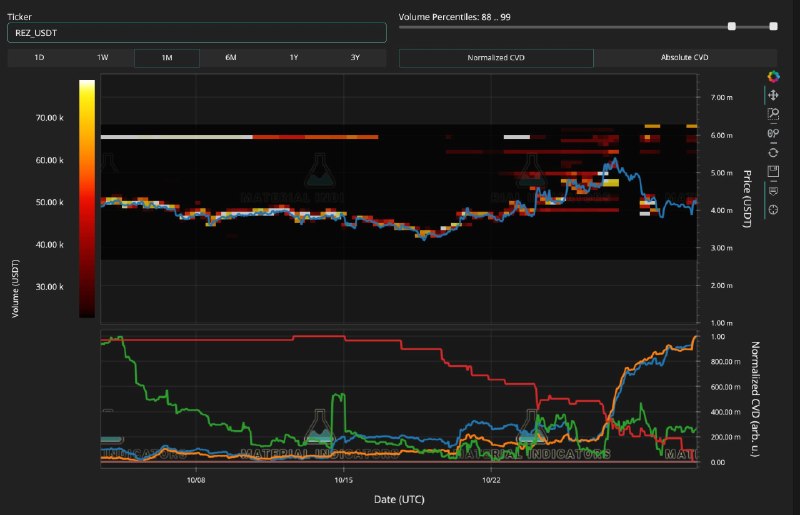 Ticker
Volume Percentiles: 88 .. 99
REZ_USDT
1D 1W 1M 6M 1Y 3Y
Normalized CVD Absolute CVD
70.00 k
60.00 k
50.00 k
40.00 k
30.00 k
Volume (USDT)
7.00 m
6.00 m
5.00 m
4.00 m
3.00 m
2.00 m
1.00 m
Price (USDT)
1.00
800.00 m
600.00 m
400.00 m
200.00 m
0.00
Normalized CVD (arb. u.)
MATERIAL INDICATORS
MATERIAL INDICATORS
10/08 10/15 10/22
Date (UTC)